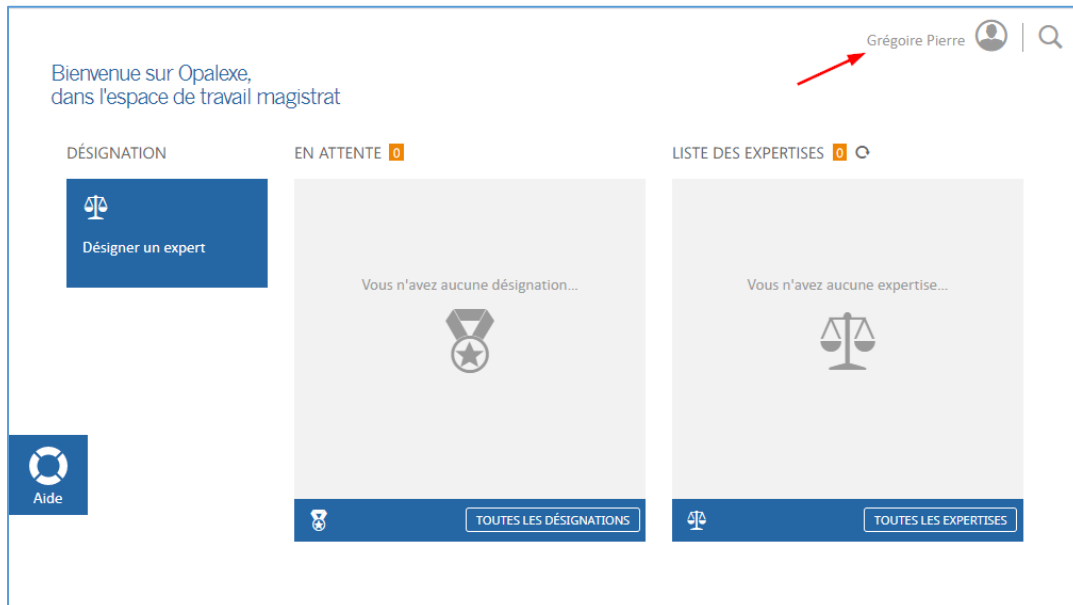 Grégoire Pierre
Bienvenue sur Opalexe,
dans l'espace de travail magistrat
DÉSIGNATION
EN ATTENTE 0
LISTE DES EXPERTISES 0
Désigner un expert
Vous n'avez aucune désignation...
Vous n'avez aucune expertise...
Aide
TOUTES LES DÉSIGNATIONS
TOUTES LES EXPERTISES